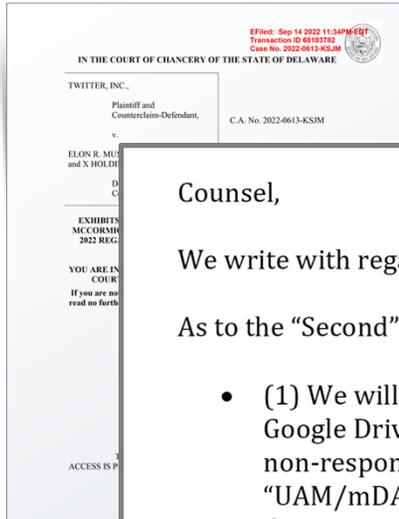 EFiled: Sep 14 2022 11:34PM EDT
Transaction ID 68103782
Case No. 2022-0613-KSJM
IN THE COURT OF CHANCERY OF THE STATE OF DELAWARE
TWITTER, INC.,
Plaintiff and
Counterclaim-Defendant,
v.
C.A. No. 2022-0613-KSJM
ELON R. MUS
and X HOLDI
D
C
EXHIBITS
MCCORMI
2022 REG
YOU ARE IN
COUR
If you are no
read no furth
T
ACCESS IS P
Counsel,
We write with rega
As to the “Second”
• (1) We will
Google Driv
non-respon
“UAM/mDA